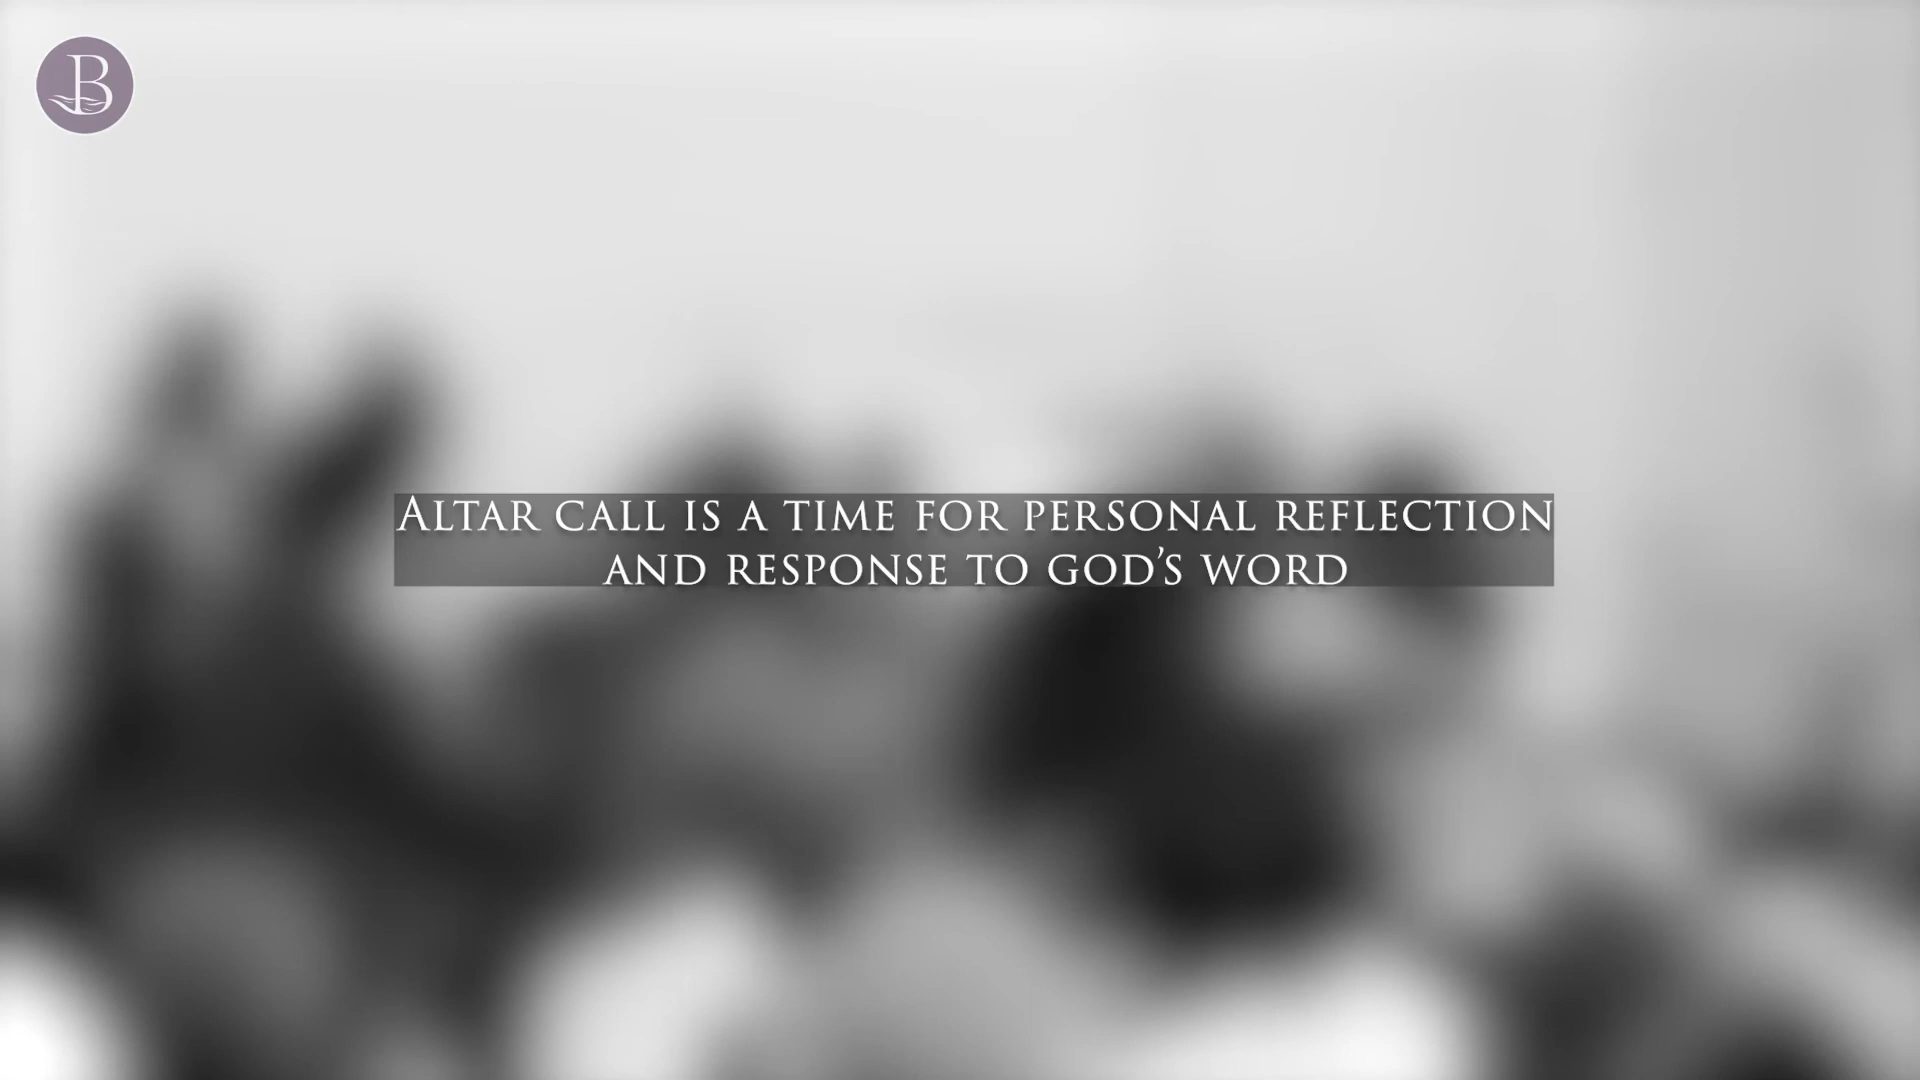 B
Altar call is a time for personal reflection
and response to god's word